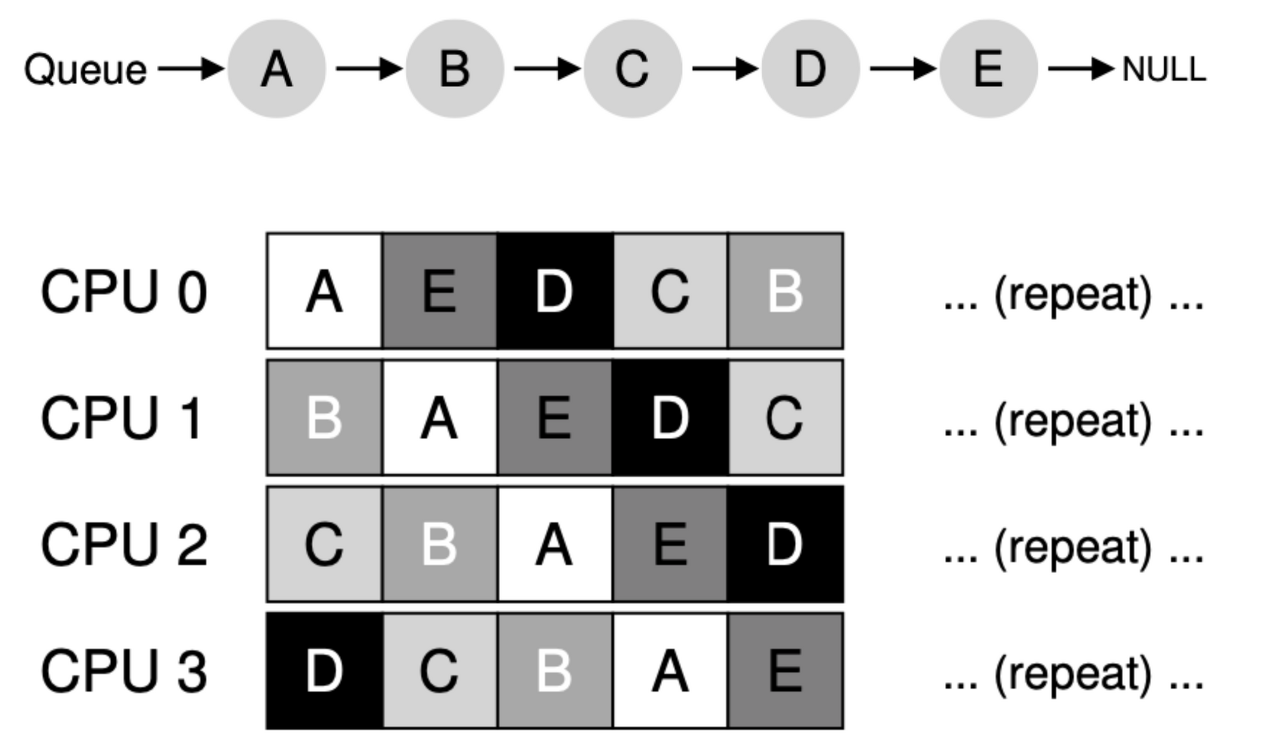 Queue A B C D E NULL
CPU 0 A E D C B ... (repeat) ...
CPU 1 B A E D C ... (repeat) ...
CPU 2 C B A E D ... (repeat) ...
CPU 3 D C B A E ... (repeat) ...